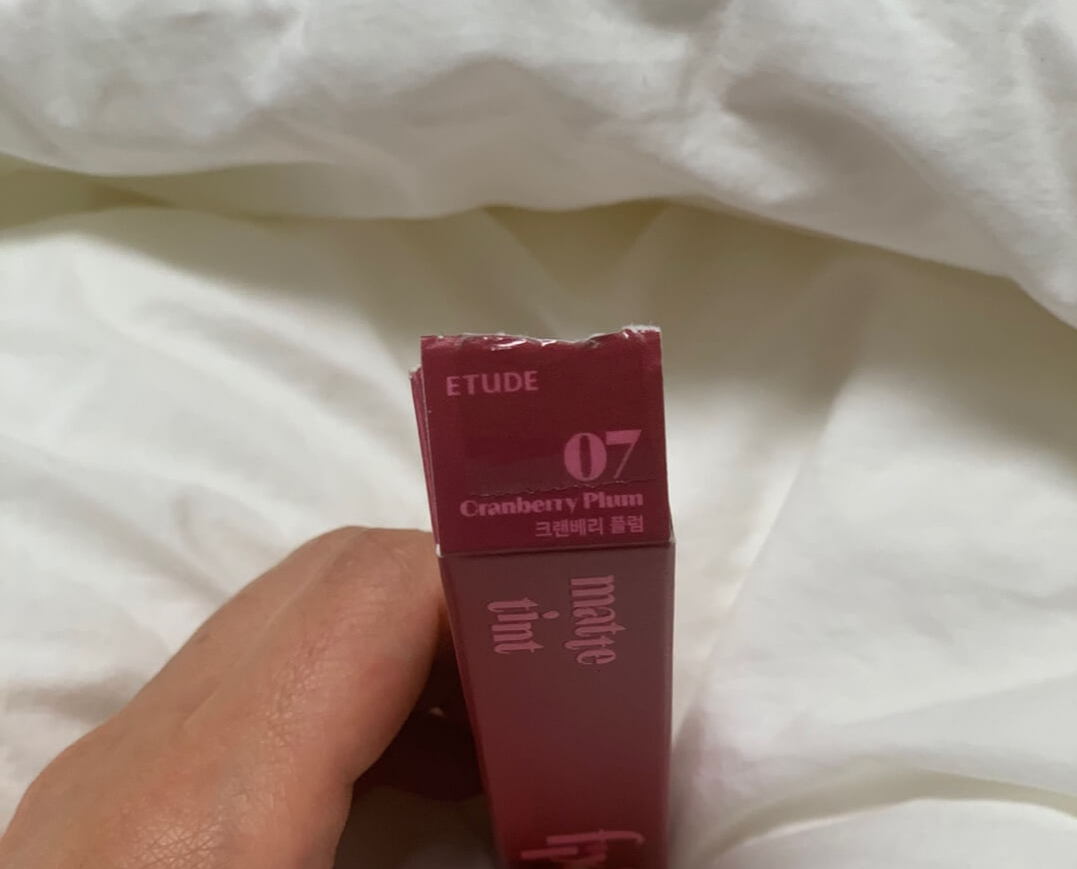 ETUDE
07
Cranberry Plum
크랜베리 플럼
matte
tint